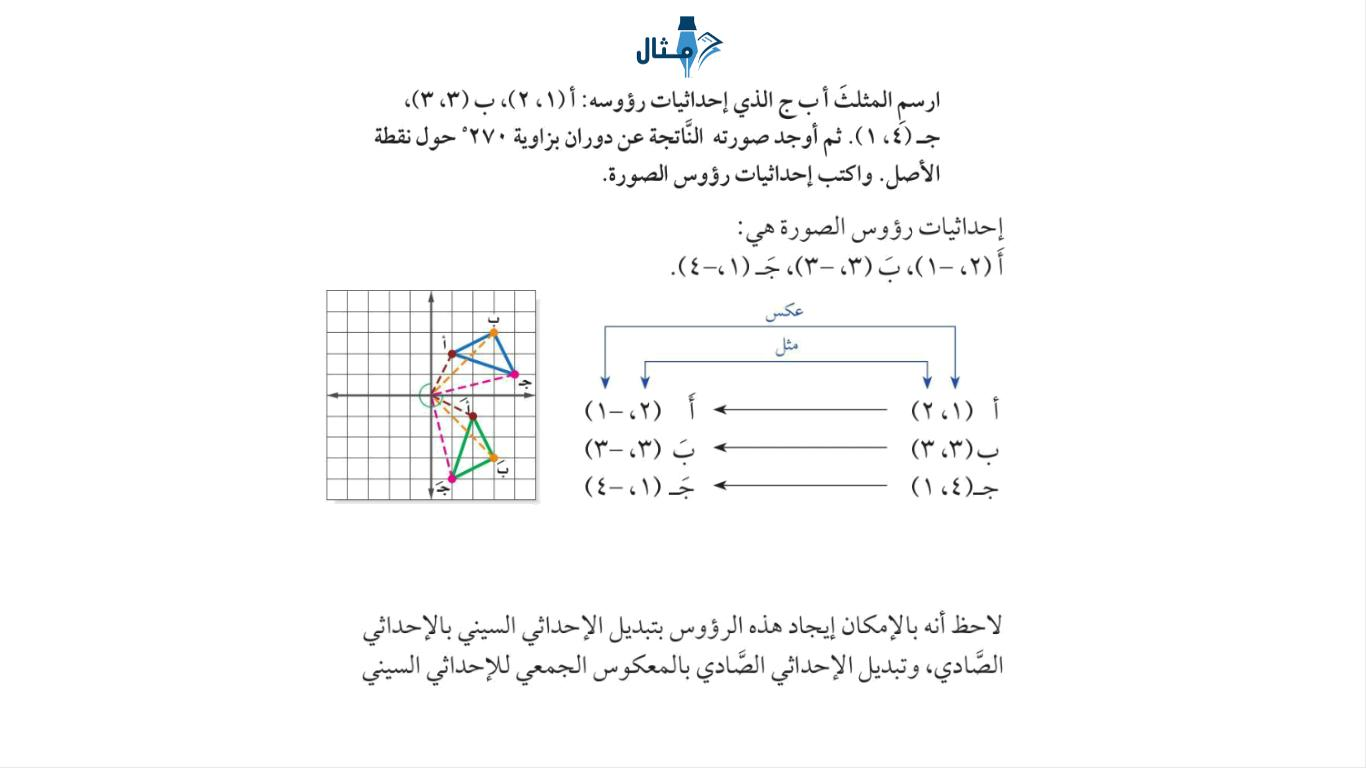 مثال
ارسمِ المثلثَ أ ب ج الذي إحداثيات رؤوسه: أ (١، ٢)، ب (٣، ٣)،
جـ (٤، ١). ثم أوجد صورته النَّاتجة عن دوران بزاوية ٢٧٠° حول نقطة
الأصل. واكتب إحداثيات رؤوس الصورة.
إحداثيات رؤوس الصورة هي:
أَ (٢، −١)، بَ (٣، −٣)، جَـ (١، −٤).
عكس
مثل
أ (١، ٢) أَ (٢، −١)
ب (٣، ٣) بَ (٣، −٣)
جـ (٤، ١) جَـ (١، −٤)
ب
أ
جـ
أَ
بَ
جَـ
لاحظ أنه بالإمكان إيجاد هذه الرؤوس بتبديل الإحداثي السيني بالإحداثي
الصَّادي، وتبديل الإحداثي الصَّادي بالمعكوس الجمعي للإحداثي السيني